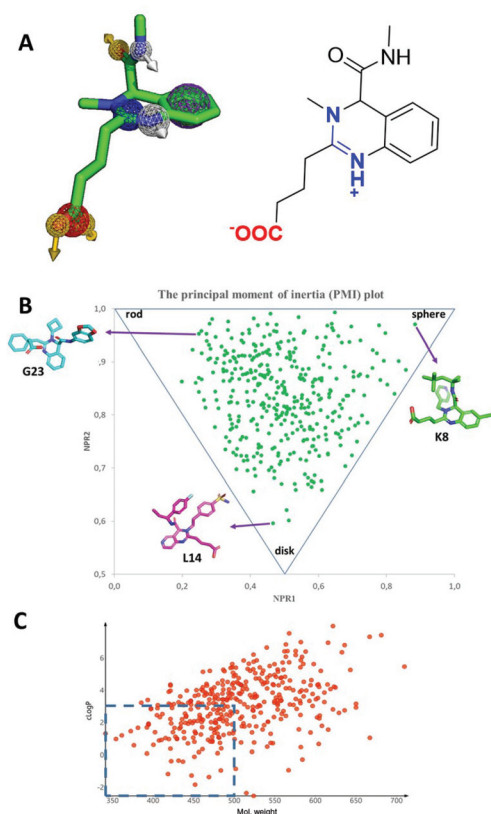 A
O
NH
N
N
H
+
-OOC
B
The principal moment of inertia (PMI) plot
rod
sphere
1,0
,9
0,8
0,7
0,6
0,5
NPR2
G23
K8
L14
disk
0,0
0,2
0,4
0,6
0,8
1,0
NPR1
C
cLogP
6
4
2
0
-2
340
400
450
500
550
600
650
700
Mol. weight